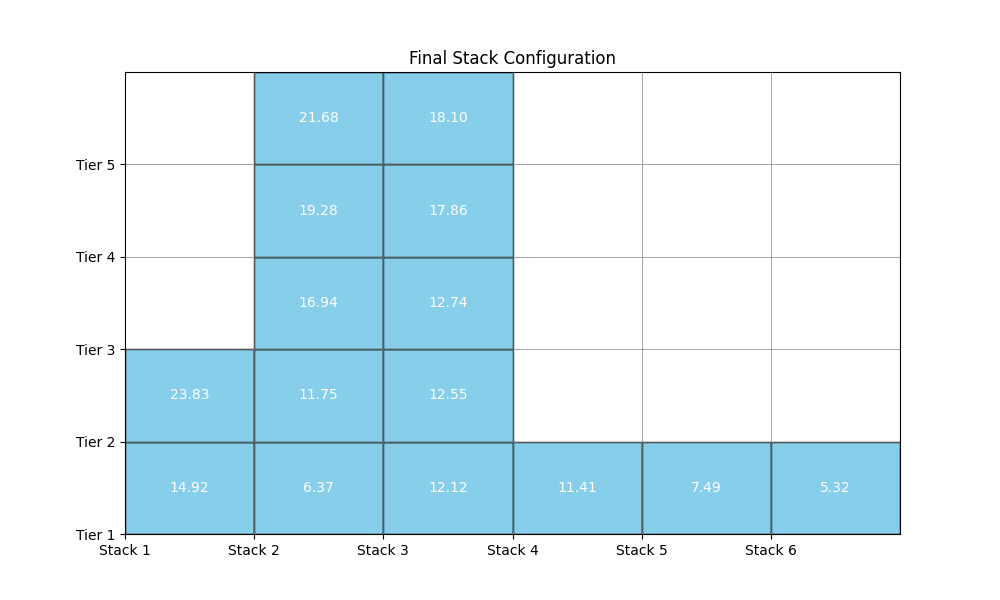 Final Stack Configuration
21.68 18.10
Tier 5
19.28 17.86
Tier 4
16.94 12.74
Tier 3
23.83 11.75 12.55
Tier 2
14.92 6.37 12.12 11.41 7.49 5.32
Tier 1
Stack 1 Stack 2 Stack 3 Stack 4 Stack 5 Stack 6